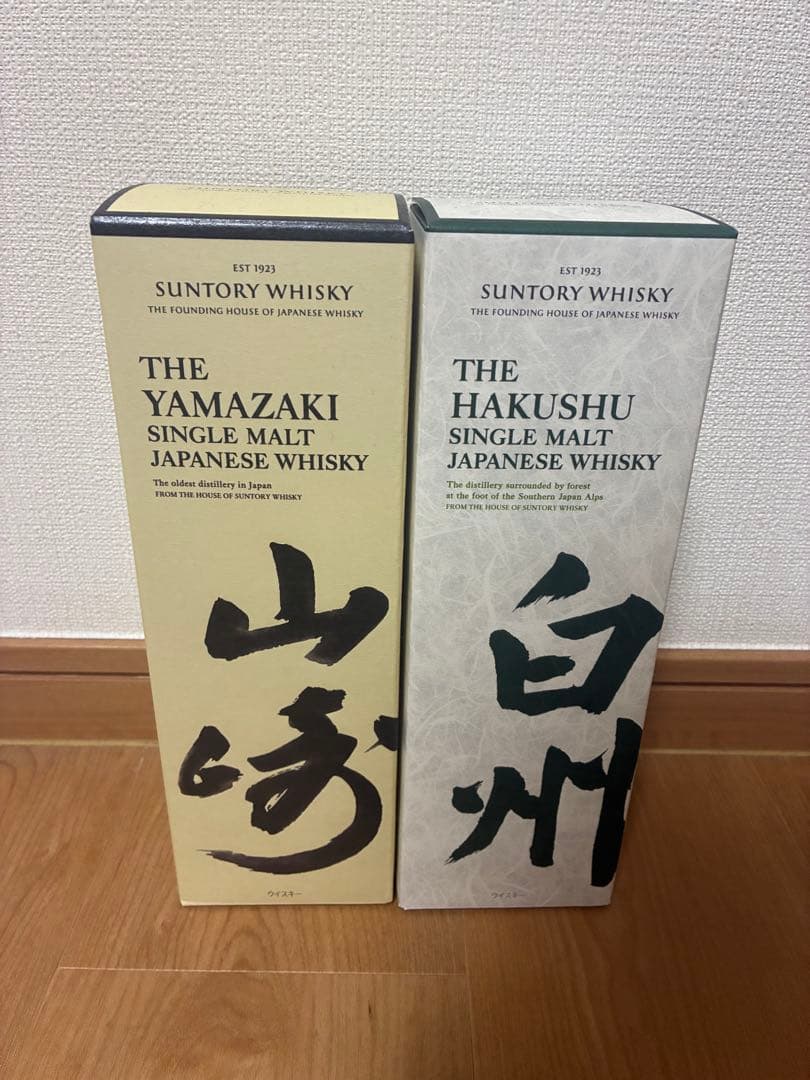 EST 1923
SUNTORY WHISKY
THE FOUNDING HOUSE OF JAPANESE WHISKY
THE
YAMAZAKI
SINGLE MALT
JAPANESE WHISKY
The oldest distillery in Japan
FROM THE HOUSE OF SUNTORY WHISKY
山
崎
ウイスキー
EST 1923
SUNTORY WHISKY
THE FOUNDING HOUSE OF JAPANESE WHISKY
THE
HAKUSHU
SINGLE MALT
JAPANESE WHISKY
The distillery surrounded by forest
at the foot of the Southern Japan Alps
FROM THE HOUSE OF SUNTORY WHISKY
白
州
ウイスキー